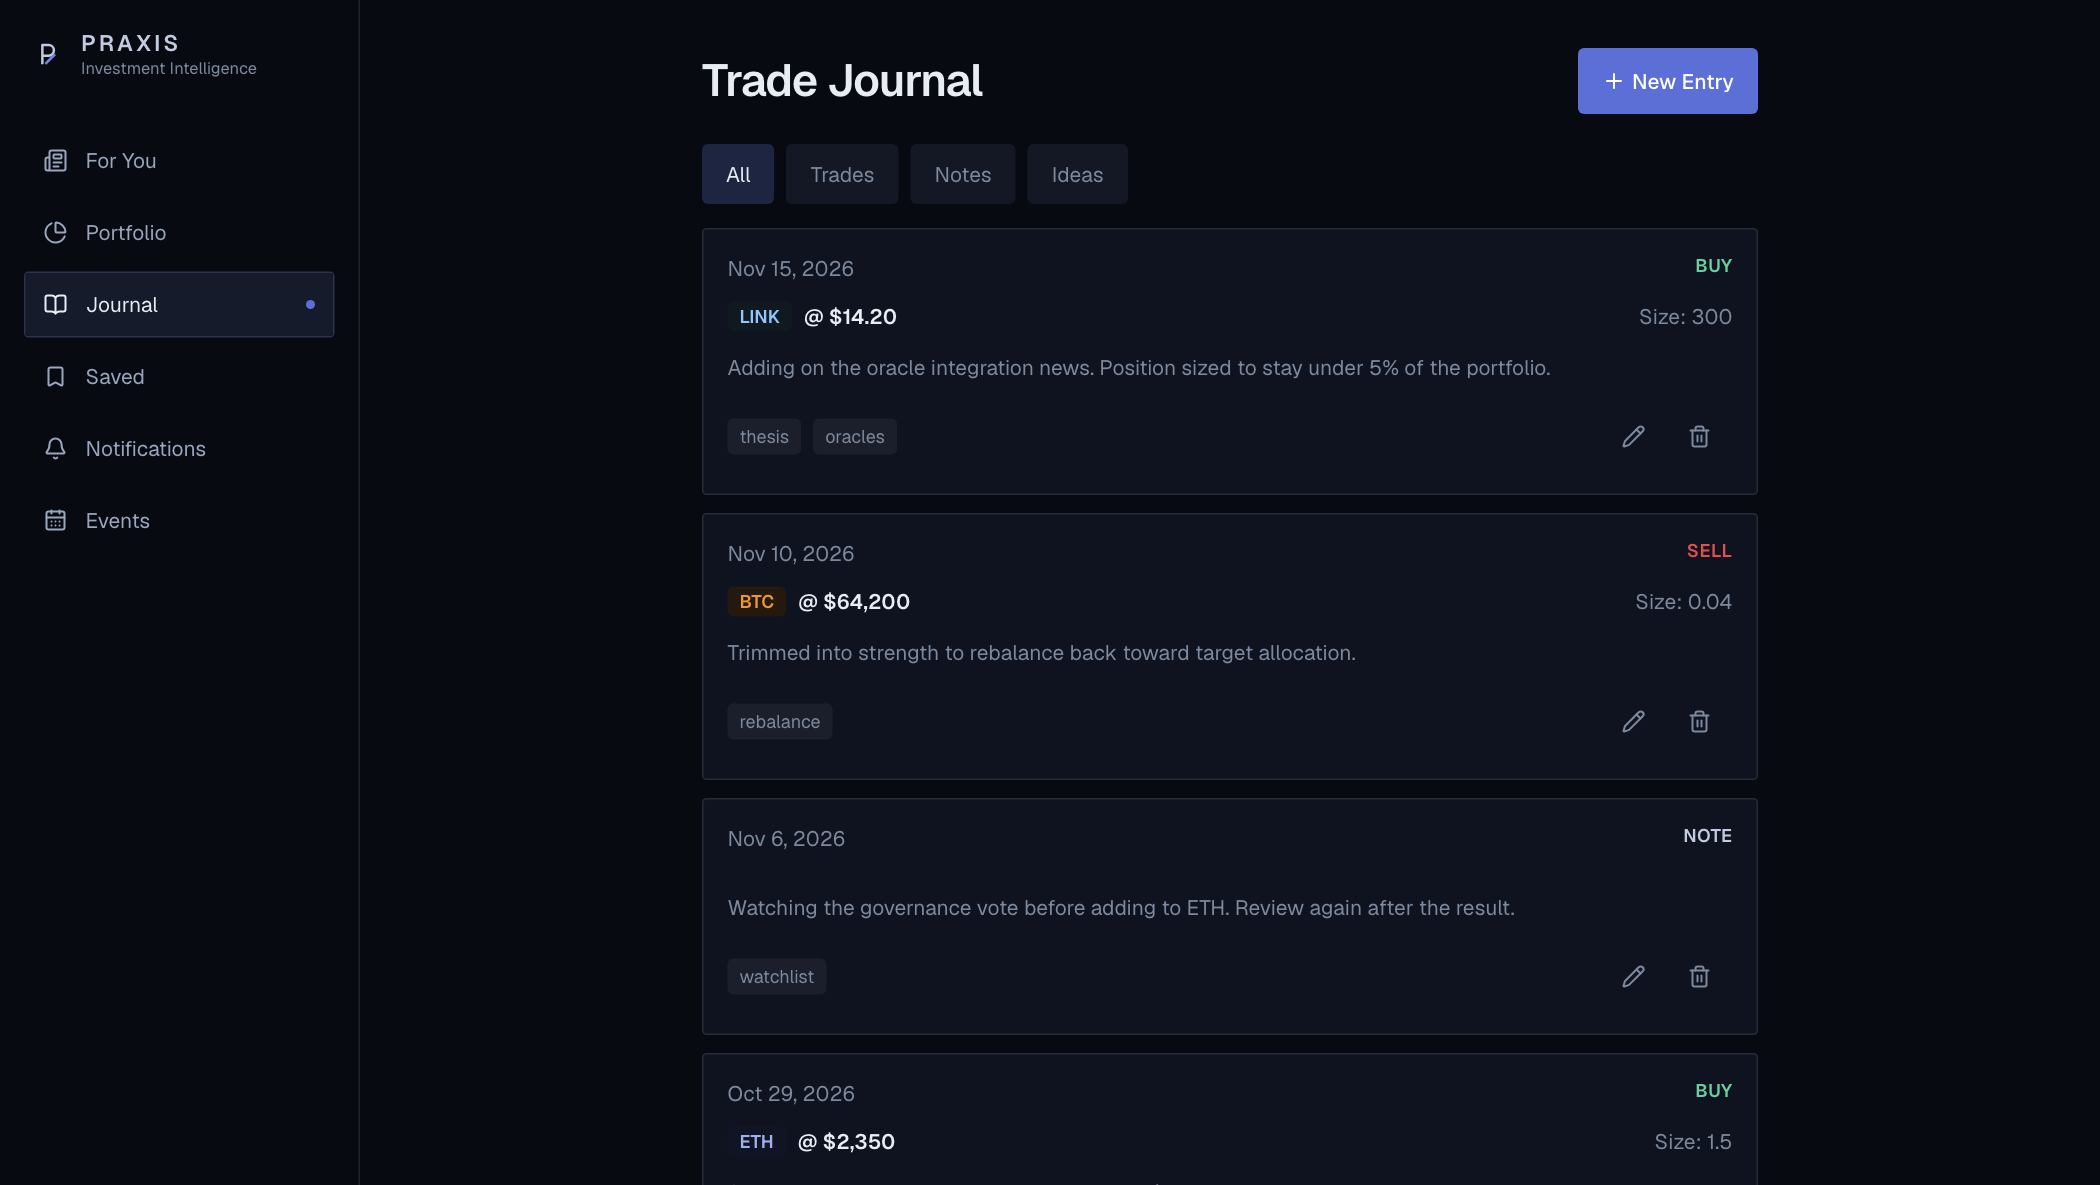 PRAXIS
Investment Intelligence
For You
Portfolio
Journal
Saved
Notifications
Events
Trade Journal
+ New Entry
All Trades Notes Ideas
Nov 15, 2026 BUY
LINK @ $14.20 Size: 300
Adding on the oracle integration news. Position sized to stay under 5% of the portfolio.
thesis oracles
Nov 10, 2026 SELL
BTC @ $64,200 Size: 0.04
Trimmed into strength to rebalance back toward target allocation.
rebalance
Nov 6, 2026 NOTE
Watching the governance vote before adding to ETH. Review again after the result.
watchlist
Oct 29, 2026 BUY
ETH @ $2,350 Size: 1.5